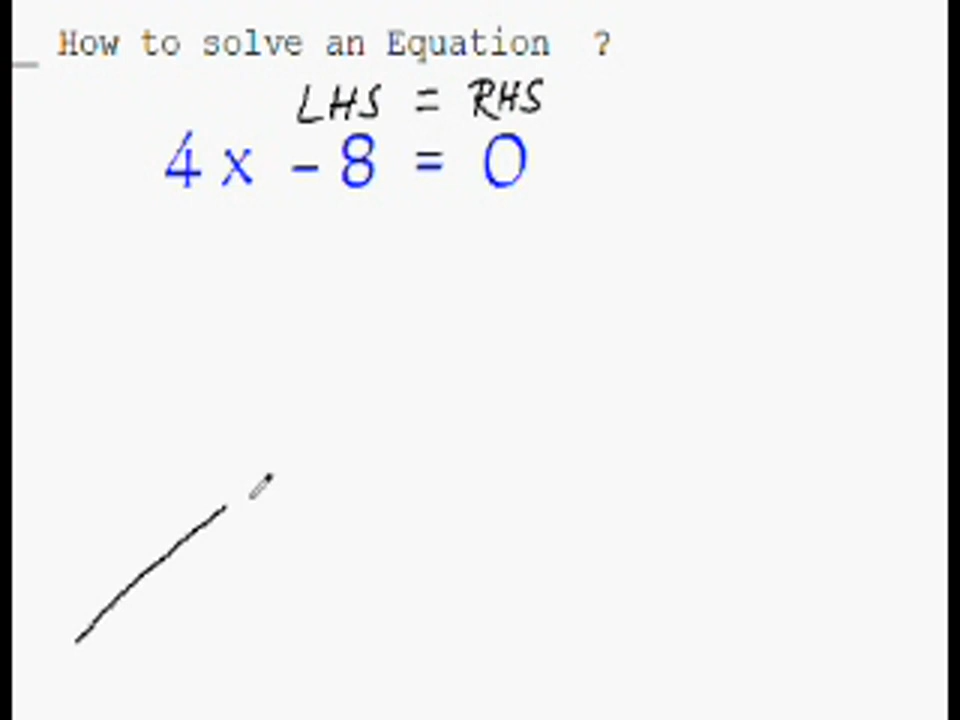 How to solve an Equation ?
LHS = RHS
4x - 8 = 0